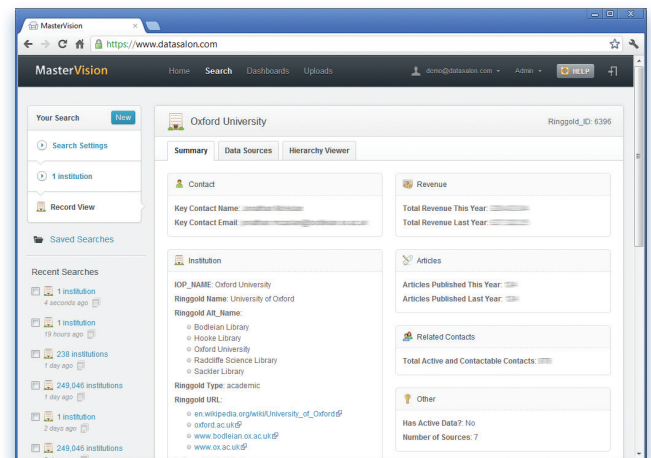 MasterVision
https://www.datasalon.com
MasterVision
Home Search Dashboards Uploads
demo@datasalon.com
Admin
HELP
Your Search
New
Search Settings
1 institution
Record View
Saved Searches
Recent Searches
1 institution
4 seconds ago
1 institution
19 hours ago
238 institutions
1 day ago
249,046 institutions
1 day ago
1 institution
2 days ago
249,046 institutions
Oxford University
Ringgold_ID: 6396
Summary Data Sources Hierarchy Viewer
Contact
Key Contact Name:
Key Contact Email:
Institution
IOP_NAME: Oxford University
Ringgold Name: University of Oxford
Ringgold Alt_Name:
Bodleian Library
Hooke Library
Oxford University
Radcliffe Science Library
Sackler Library
Ringgold Type: academic
Ringgold URL:
en.wikipedia.org/wiki/University_of_Oxford
oxford.ac.uk
www.bodleian.ox.ac.uk
www.ox.ac.uk
Revenue
Total Revenue This Year:
Total Revenue Last Year:
Articles
Articles Published This Year:
Articles Published Last Year:
Related Contacts
Total Active and Contactable Contacts:
Other
Has Active Data?: No
Number of Sources: 7